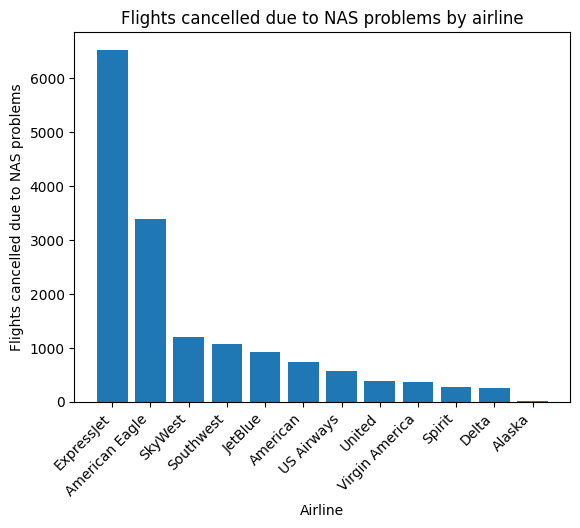 Flights cancelled due to NAS problems by airline
Flights cancelled due to NAS problems
6000
5000
4000
3000
2000
1000
0
ExpressJet
American Eagle
SkyWest
Southwest
JetBlue
American
US Airways
United
Virgin America
Spirit
Delta
Alaska
Airline